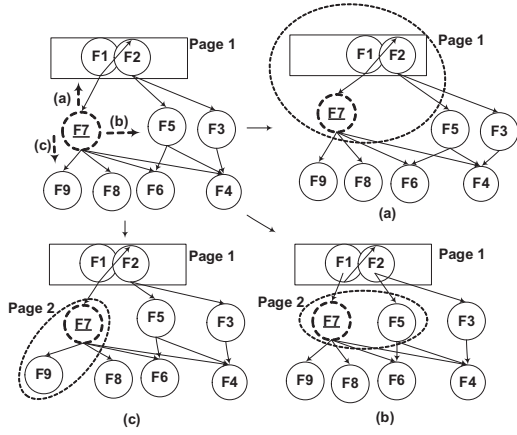 Page 1
F1 F2
(a)
F7 (b) F5 F3
(c)
F9 F8 F6 F4
Page 1
F1 F2
F7 F5 F3
F9 F8 F6 F4
(a)
Page 1
F1 F2
Page 2
F7 F5 F3
F9 F8 F6 F4
(c)
Page 1
F1 F2
Page 2
F7 F5 F3
F9 F8 F6 F4
(b)